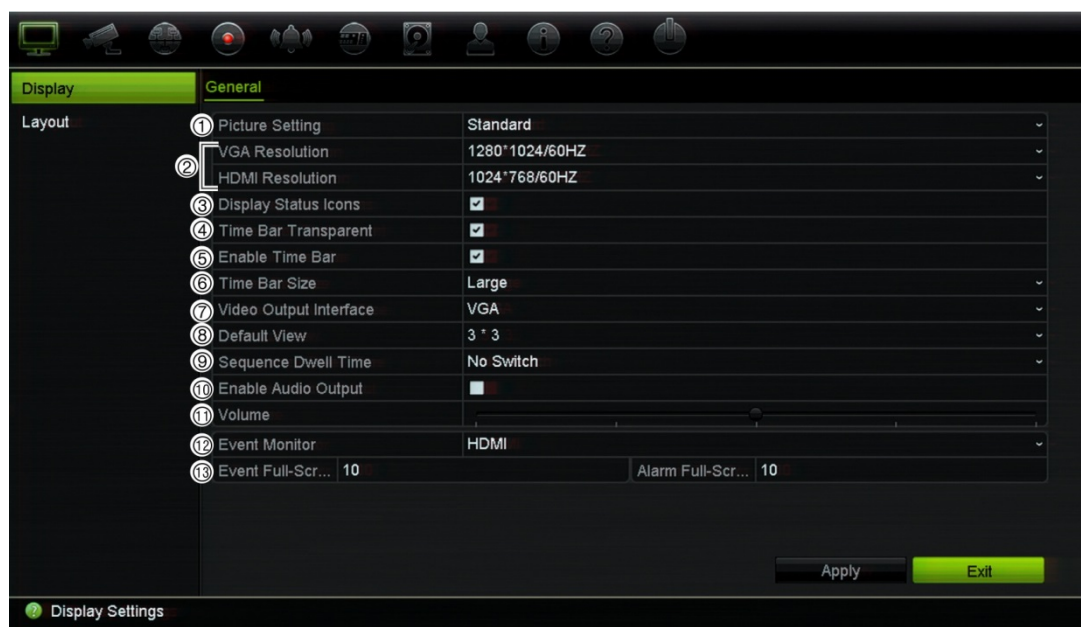 Display
General
Layout
① Picture Setting Standard
② VGA Resolution 1280*1024/60HZ
HDMI Resolution 1024*768/60HZ
③ Display Status Icons
④ Time Bar Transparent
⑤ Enable Time Bar
⑥ Time Bar Size Large
⑦ Video Output Interface VGA
⑧ Default View 3 * 3
⑨ Sequence Dwell Time No Switch
⑩ Enable Audio Output
⑪ Volume
⑫ Event Monitor HDMI
⑬ Event Full-Scr... 10 Alarm Full-Scr... 10
Apply Exit
Display Settings